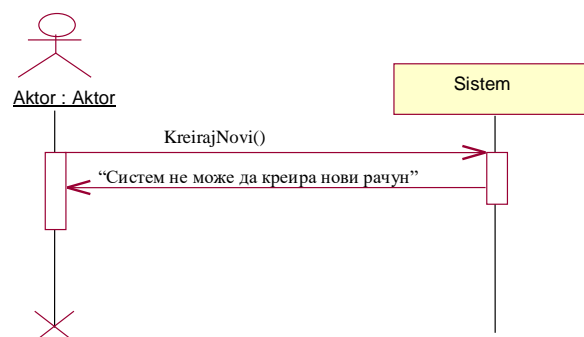 Aktor : Aktor
Sistem
KreirajNovi()
“Систем не може да креира нови рачун”